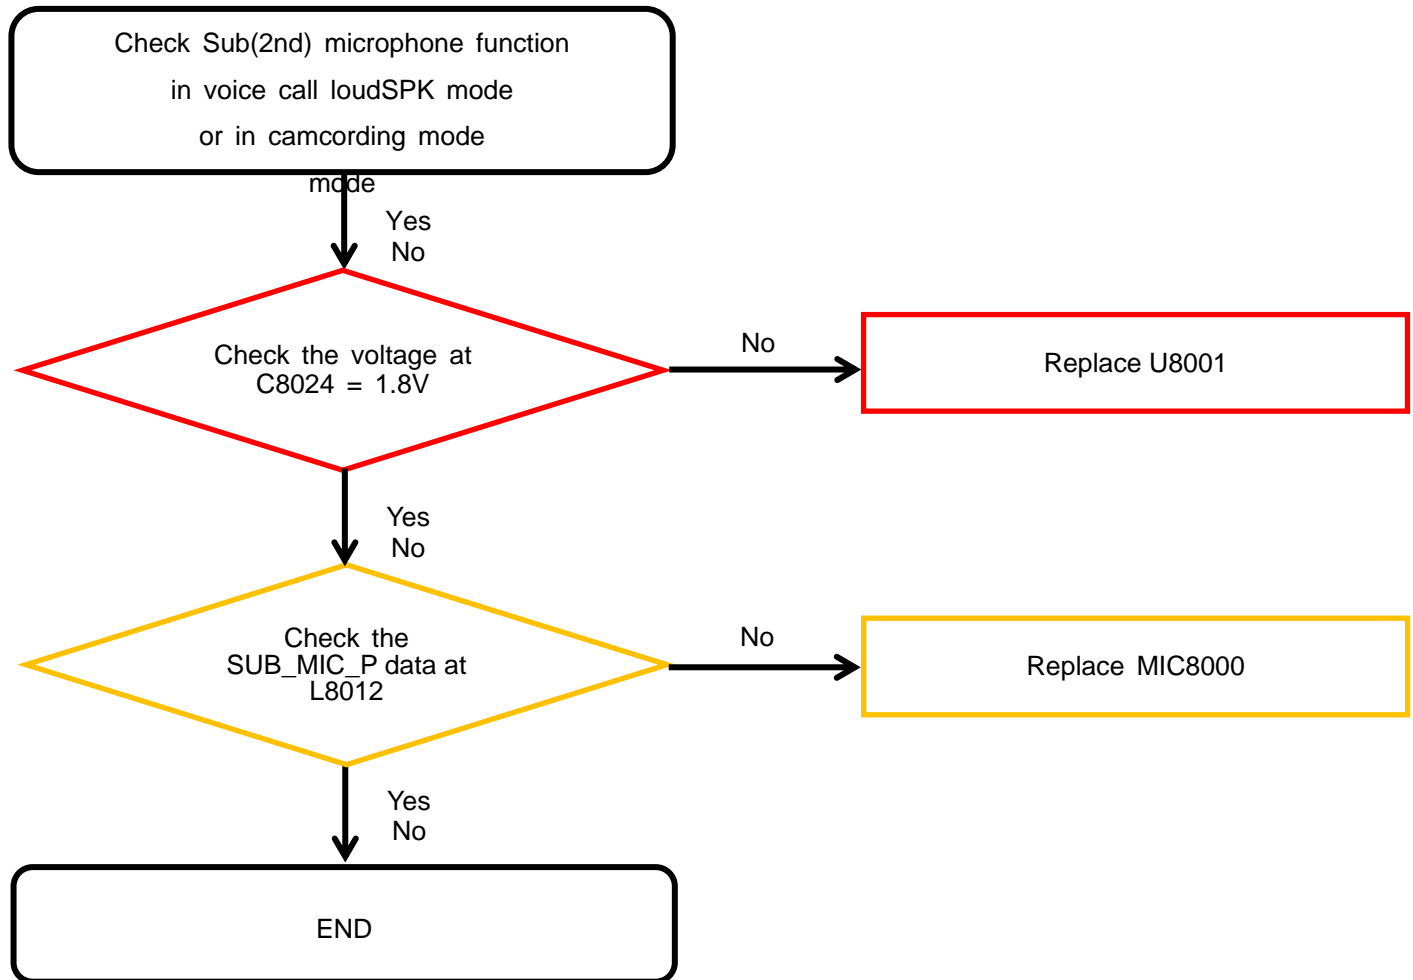 Check Sub(2nd) microphone function
in voice call loudSPK mode
or in camcording mode
mode
Yes
No
Check the voltage at
C8024 = 1.8V
No
Replace U8001
Yes
No
Check the
SUB_MIC_P data at
L8012
No
Replace MIC8000
Yes
No
END